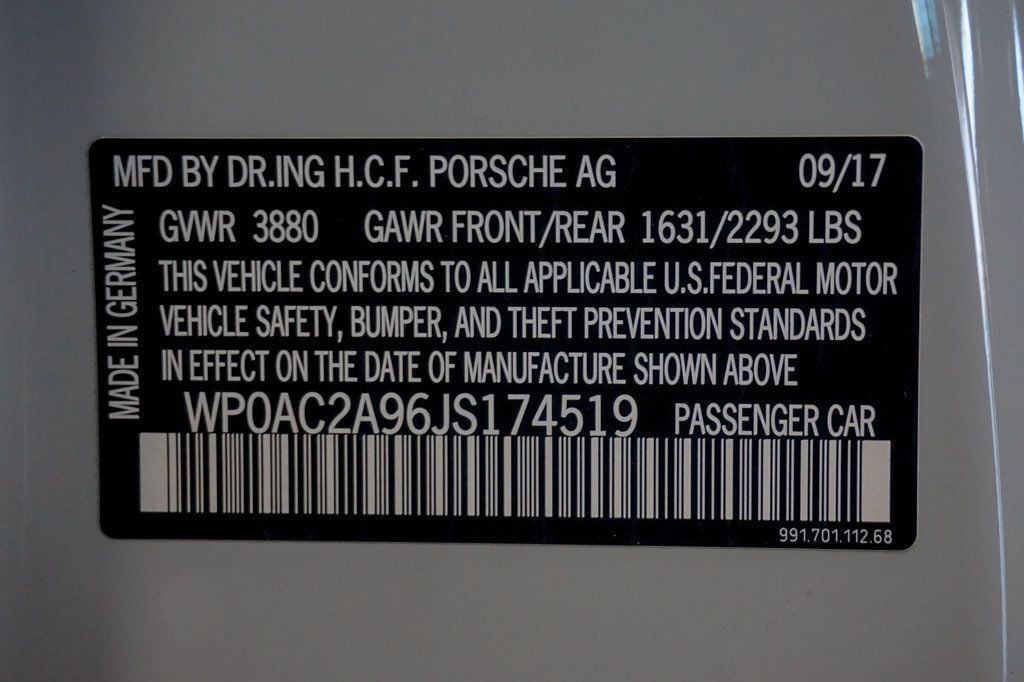 MFD BY DR.ING H.C.F. PORSCHE AG 09/17
GVWR 3880 GAWR FRONT/REAR 1631/2293 LBS
THIS VEHICLE CONFORMS TO ALL APPLICABLE U.S.FEDERAL MOTOR
VEHICLE SAFETY, BUMPER, AND THEFT PREVENTION STANDARDS
IN EFFECT ON THE DATE OF MANUFACTURE SHOWN ABOVE
WP0AC2A96JS174519 PASSENGER CAR
991.701.112.68
MADE IN GERMANY